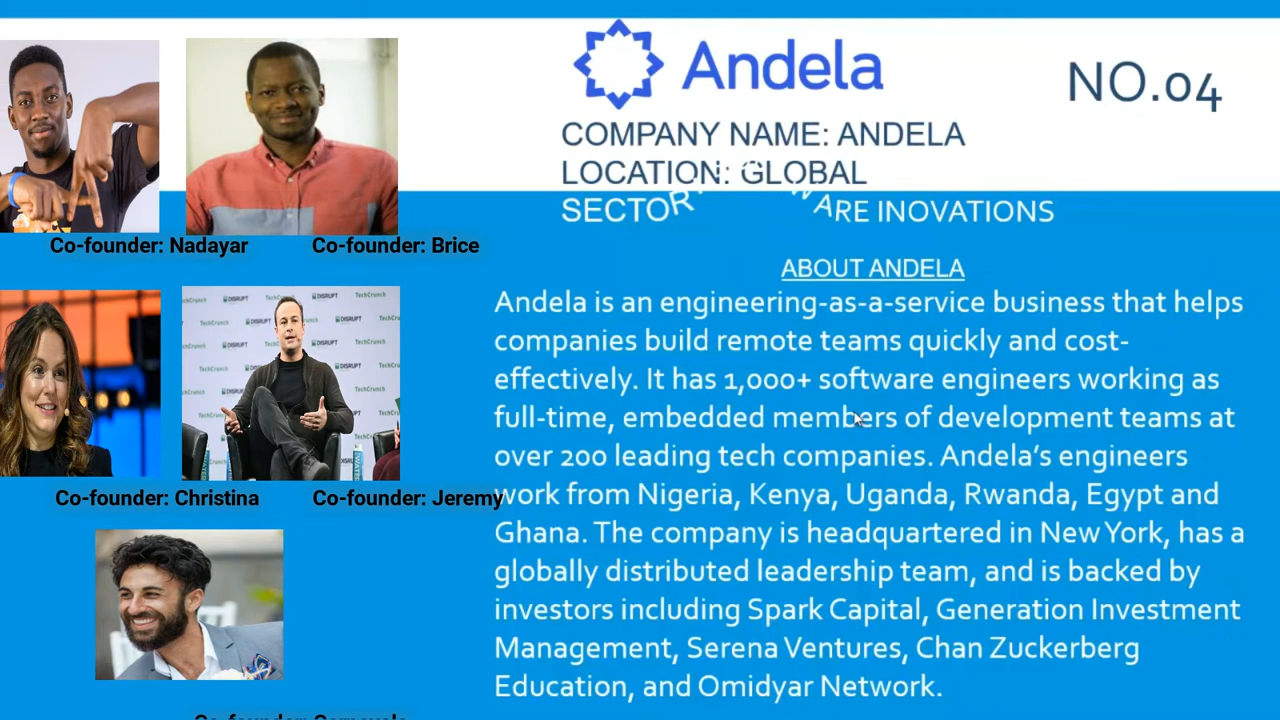 Andela
NO.04
COMPANY NAME: ANDELA
LOCATION: GLOBAL
SECTOR ARE INOVATIONS
Co-founder: Nadayar
Co-founder: Brice
Co-founder: Christina
Co-founder: Jeremy
ABOUT ANDELA
Andela is an engineering-as-a-service business that helps
companies build remote teams quickly and cost-
effectively. It has 1,000+ software engineers working as
full-time, embedded members of development teams at
over 200 leading tech companies. Andela's engineers
work from Nigeria, Kenya, Uganda, Rwanda, Egypt and
Ghana. The company is headquartered in New York, has a
globally distributed leadership team, and is backed by
investors including Spark Capital, Generation Investment
Management, Serena Ventures, Chan Zuckerberg
Education, and Omidyar Network.
TechCrunch
DISRUPT